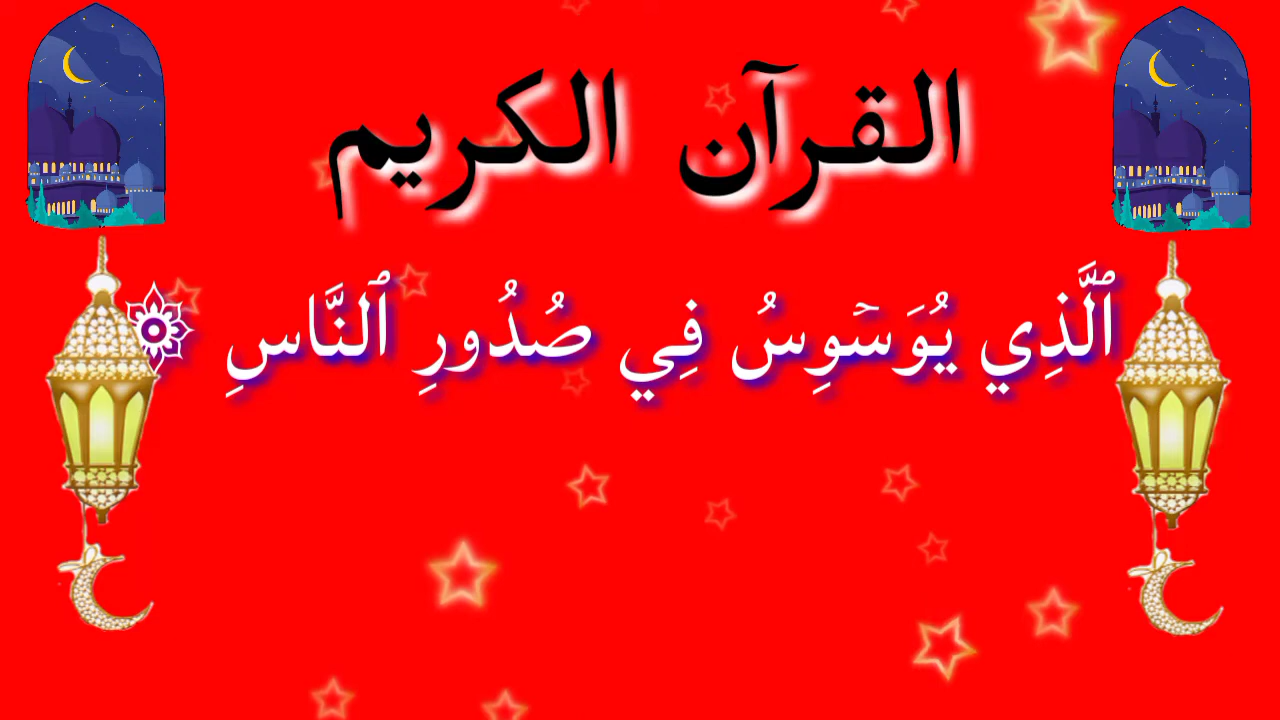 القرآن الكريم
ٱلَّذِي يُوَسۡوِسُ فِي صُدُورِ ٱلنَّاسِ